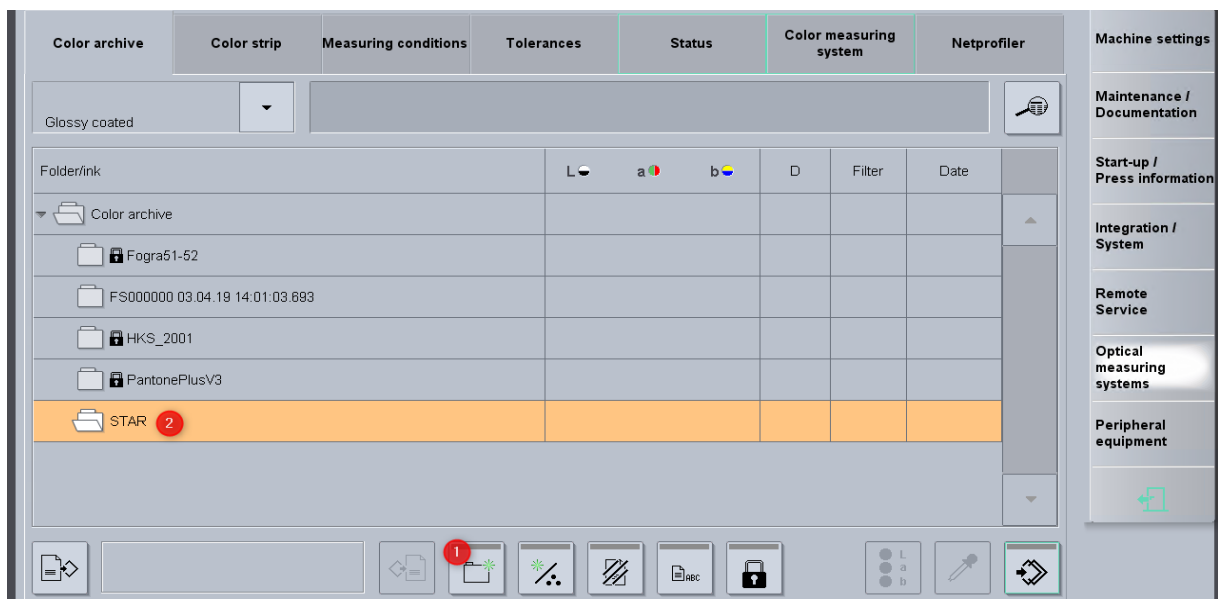 Color archive
Color strip
Measuring conditions
Tolerances
Status
Color measuring
system
Netprofiler
Machine settings
Glossy coated
Maintenance /
Documentation
Folder/ink
L
a
b
D
Filter
Date
Start-up /
Press information
Color archive
Integration /
System
Fogra51-52
FS000000 03.04.19 14:01:03.693
Remote
Service
HKS_2001
Optical
measuring
systems
PantonePlusV3
STAR 2
Peripheral
equipment
1
ABC
L
a
b